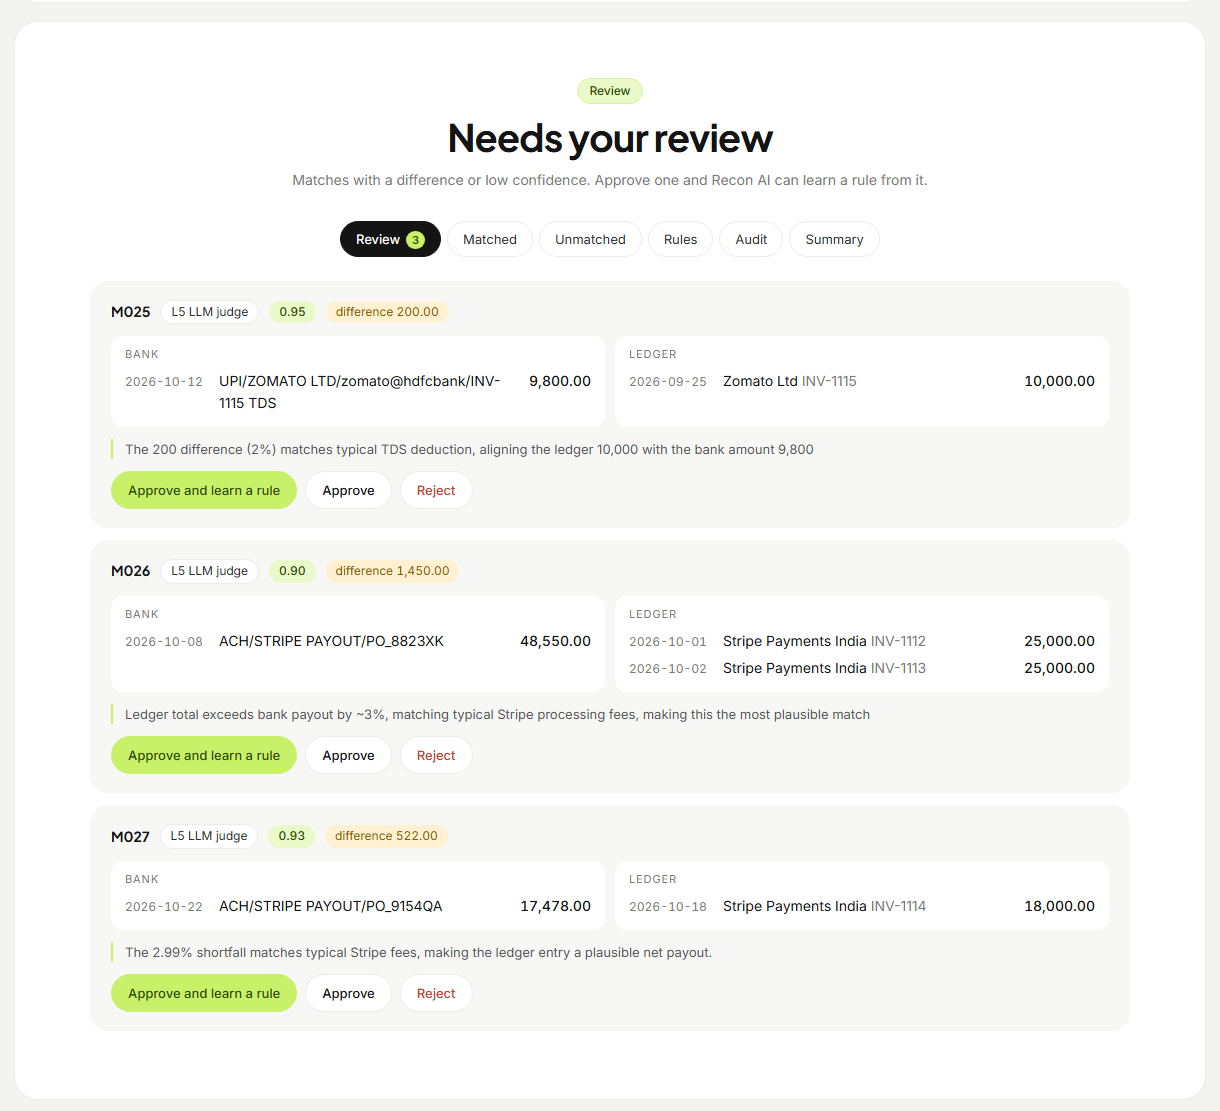 Review
Needs your review
Matches with a difference or low confidence. Approve one and Recon AI can learn a rule from it.
Review 3 Matched Unmatched Rules Audit Summary
M025 L5 LLM judge 0.95 difference 200.00
BANK
2026-10-12 UPI/ZOMATO LTD/zomato@hdfcbank/INV-
1115 TDS
9,800.00
LEDGER
2026-09-25 Zomato Ltd INV-1115 10,000.00
The 200 difference (2%) matches typical TDS deduction, aligning the ledger 10,000 with the bank amount 9,800
Approve and learn a rule Approve Reject
M026 L5 LLM judge 0.90 difference 1,450.00
BANK
2026-10-08 ACH/STRIPE PAYOUT/PO_8823XK 48,550.00
LEDGER
2026-10-01 Stripe Payments India INV-1112 25,000.00
2026-10-02 Stripe Payments India INV-1113 25,000.00
Ledger total exceeds bank payout by ~3%, matching typical Stripe processing fees, making this the most plausible match
Approve and learn a rule Approve Reject
M027 L5 LLM judge 0.93 difference 522.00
BANK
2026-10-22 ACH/STRIPE PAYOUT/PO_9154QA 17,478.00
LEDGER
2026-10-18 Stripe Payments India INV-1114 18,000.00
The 2.99% shortfall matches typical Stripe fees, making the ledger entry a plausible net payout.
Approve and learn a rule Approve Reject